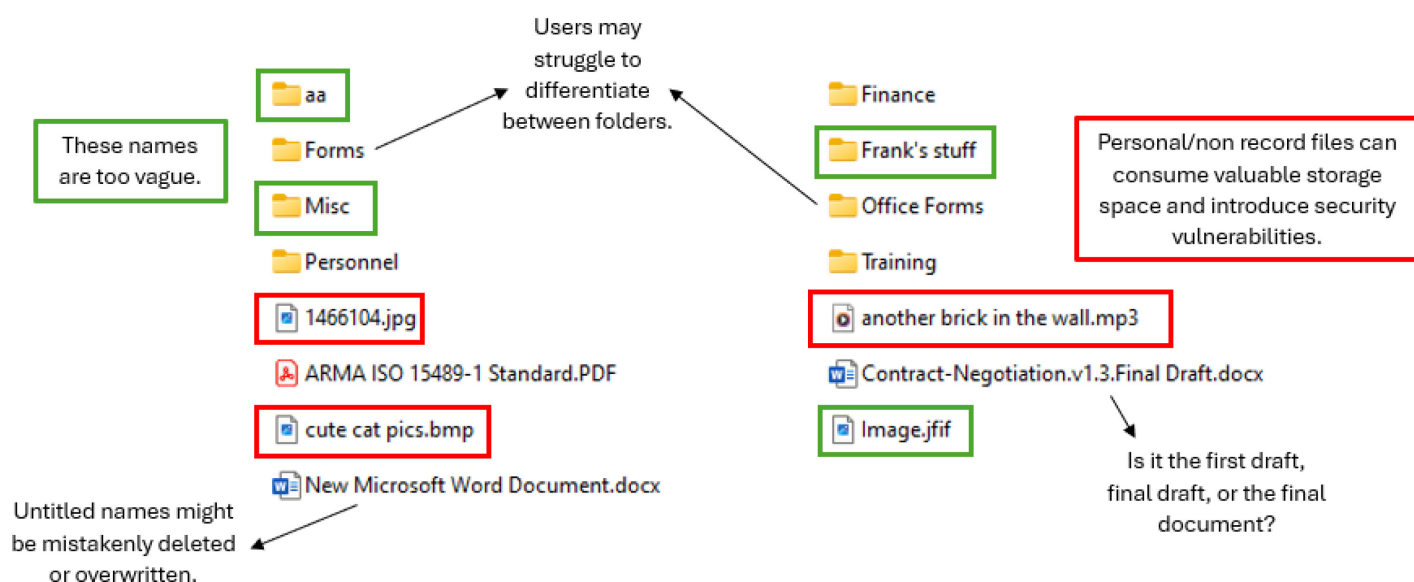 Users may
struggle to
differentiate
between folders.
These names
are too vague.
aa
Forms
Misc
Personnel
1466104.jpg
ARMA ISO 15489-1 Standard.PDF
cute cat pics.bmp
New Microsoft Word Document.docx
Untitled names might
be mistakenly deleted
or overwritten.
Finance
Frank's stuff
Office Forms
Training
another brick in the wall.mp3
Contract-Negotiation.v1.3.Final Draft.docx
Image.jfif
Personal/non record files can
consume valuable storage
space and introduce security
vulnerabilities.
Is it the first draft,
final draft, or the final
document?